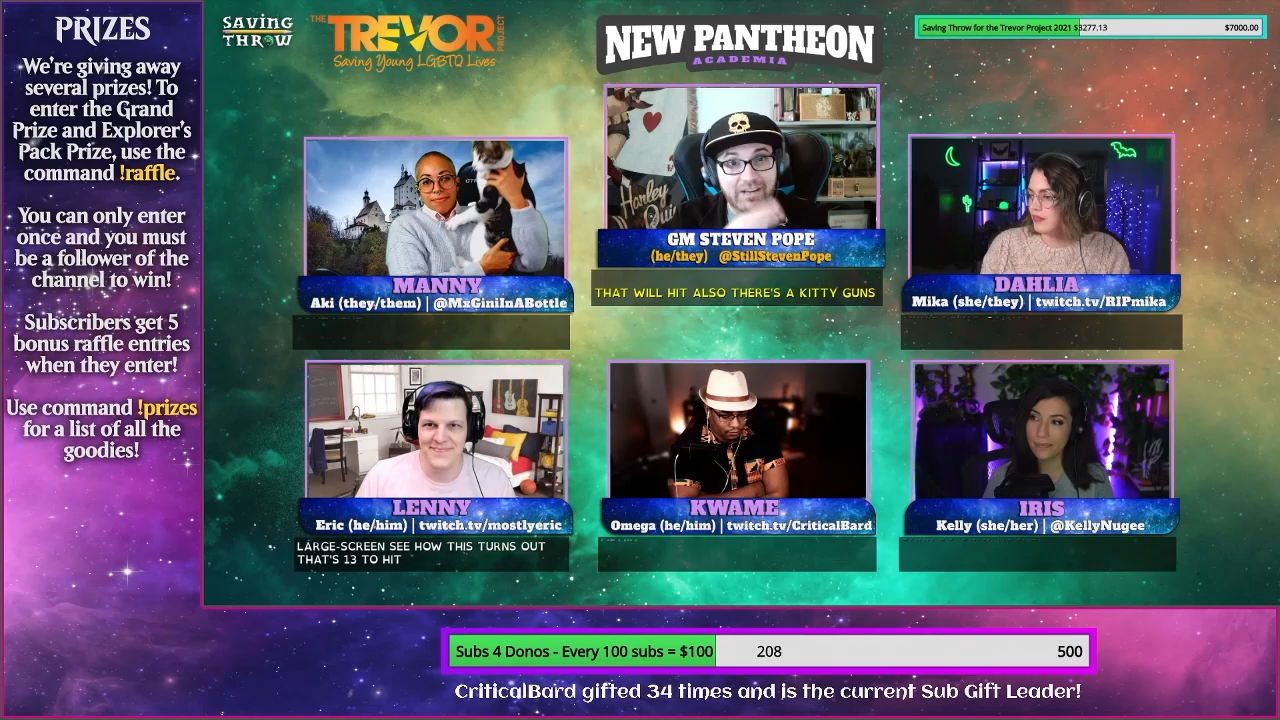 PRIZES
We're giving away
several prizes! To
enter the Grand
Prize and Explorer's
Pack Prize, use the
command !raffle.
You can only enter
once and you must
be a follower of the
channel to win!
Subscribers get 5
bonus raffle entries
when they enter!
Use command !prizes
for a list of all the
goodies!
SAVING
THROW
THE TREVOR PROJECT
Saving Young LGBTQ Lives
NEW PANTHEON
ACADEMIA
Saving Throw for the Trevor Project 2021 $3277.13 $7000.00
Harley
MANNY
Aki (they/them) | @MxGiniInABottle
GM STEVEN POPE
(he/they) @StillStevenPope
THAT WILL HIT ALSO THERE'S A KITTY GUNS
DAHLIA
Mika (she/they) | twitch.tv/RIPmika
LENNY
Eric (he/him) | twitch.tv/mostlyeric
LARGE-SCREEN SEE HOW THIS TURNS OUT
THAT'S 13 TO HIT
KWAME
Omega (he/him) | twitch.tv/CriticalBard
IRIS
Kelly (she/her) | @KellyNugee
Subs 4 Donos - Every 100 subs = $100 208 500
CriticalBard gifted 34 times and is the current Sub Gift Leader!